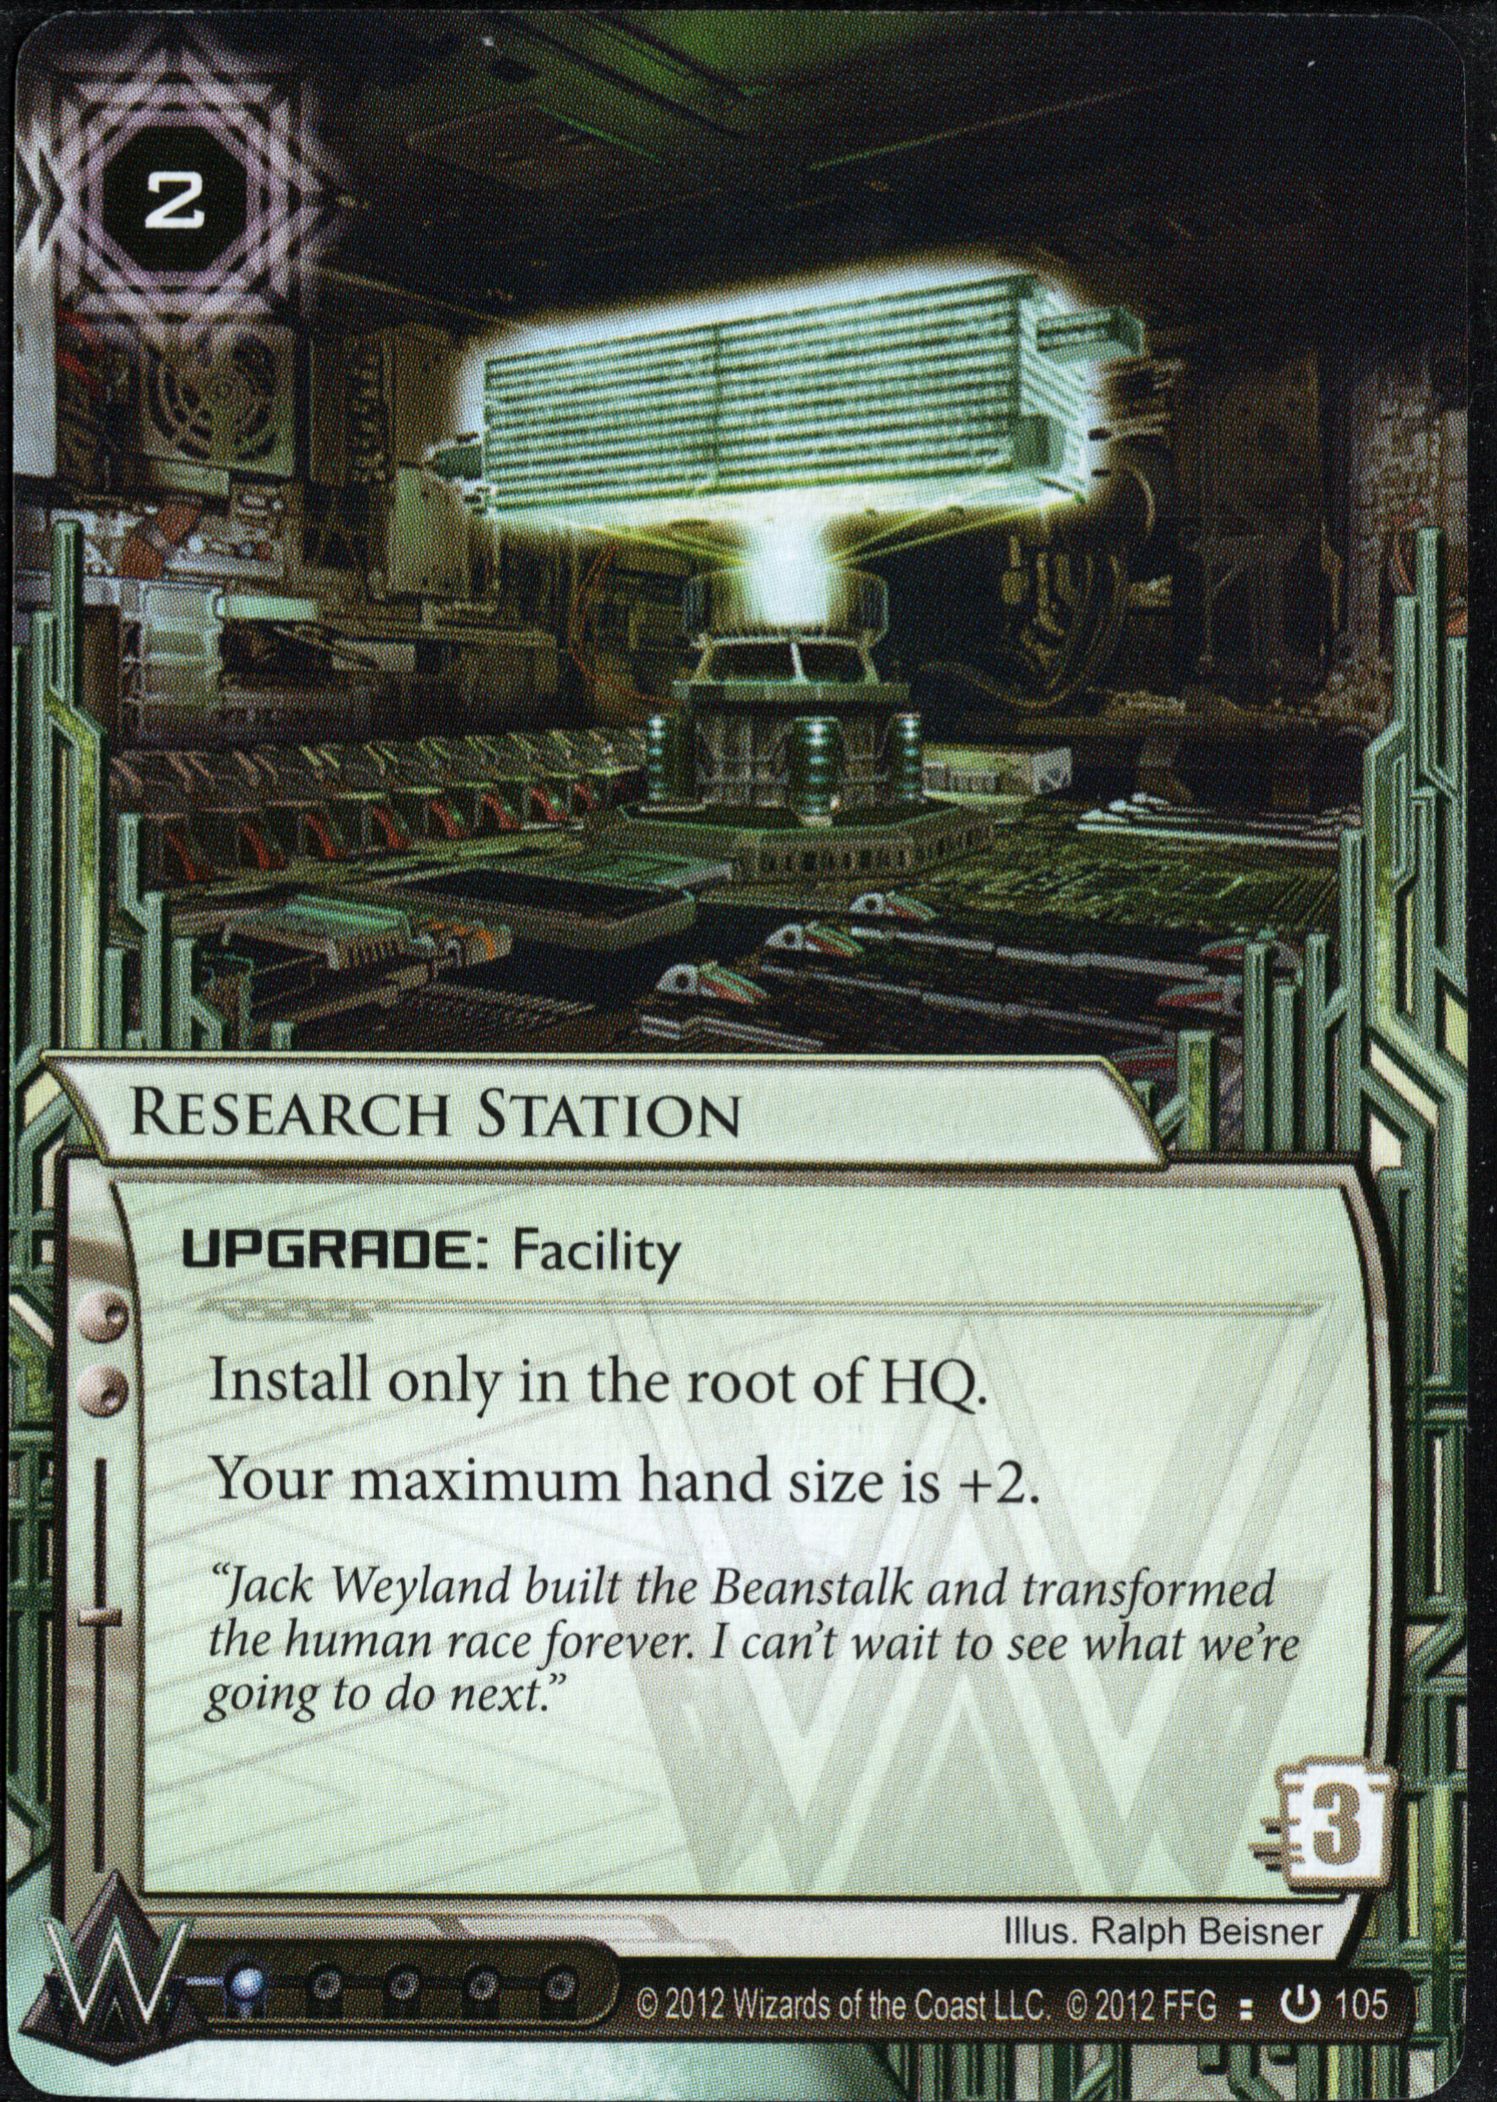 2
RESEARCH STATION
UPGRADE: Facility
Install only in the root of HQ.
Your maximum hand size is +2.
“Jack Weyland built the Beanstalk and transformed
the human race forever. I can’t wait to see what we’re
going to do next.”
3
Illus. Ralph Beisner
W
© 2012 Wizards of the Coast LLC. © 2012 FFG 105